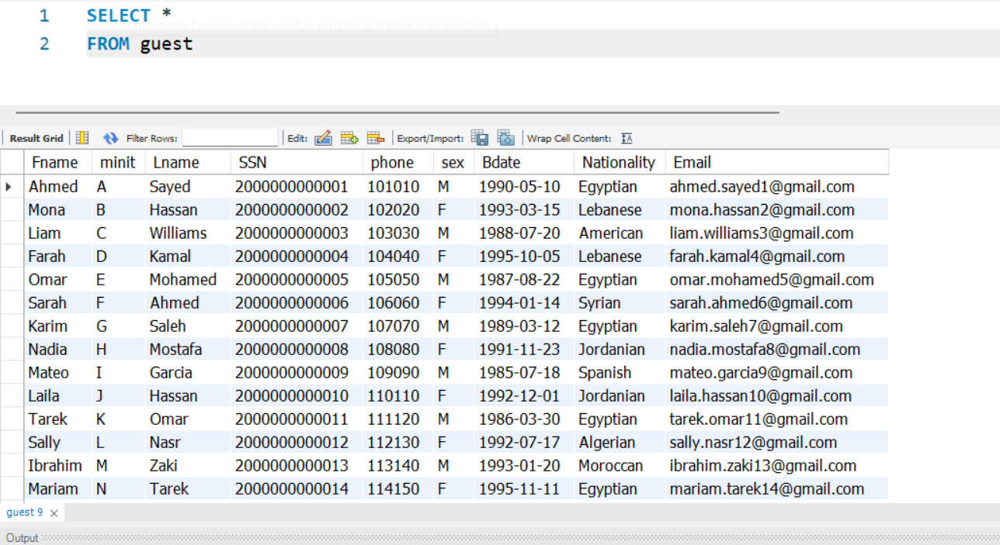 1 SELECT *
Execute the selected portion of the script or everything, if there is no selection
2 FROM guest
Result Grid Filter Rows: Edit: Export/Import: Wrap Cell Content: IA
Fname minit Lname SSN phone sex Bdate Nationality Email
Ahmed A Sayed 2000000000001 101010 M 1990-05-10 Egyptian ahmed.sayed1@gmail.com
Mona B Hassan 2000000000002 102020 F 1993-03-15 Lebanese mona.hassan2@gmail.com
Liam C Williams 2000000000003 103030 M 1988-07-20 American liam.williams3@gmail.com
Farah D Kamal 2000000000004 104040 F 1995-10-05 Lebanese farah.kamal4@gmail.com
Omar E Mohamed 2000000000005 105050 M 1987-08-22 Egyptian omar.mohamed5@gmail.com
Sarah F Ahmed 2000000000006 106060 F 1994-01-14 Syrian sarah.ahmed6@gmail.com
Karim G Saleh 2000000000007 107070 M 1989-03-12 Egyptian karim.saleh7@gmail.com
Nadia H Mostafa 2000000000008 108080 F 1991-11-23 Jordanian nadia.mostafa8@gmail.com
Mateo I Garcia 2000000000009 109090 M 1985-07-18 Spanish mateo.garcia9@gmail.com
Laila J Hassan 2000000000010 110110 F 1992-12-01 Jordanian laila.hassan10@gmail.com
Tarek K Omar 2000000000011 111120 M 1986-03-30 Egyptian tarek.omar11@gmail.com
Sally L Nasr 2000000000012 112130 F 1992-07-17 Algerian sally.nasr12@gmail.com
Ibrahim M Zaki 2000000000013 113140 M 1993-01-20 Moroccan ibrahim.zaki13@gmail.com
Mariam N Tarek 2000000000014 114150 F 1995-11-11 Egyptian mariam.tarek14@gmail.com
guest 9
Output